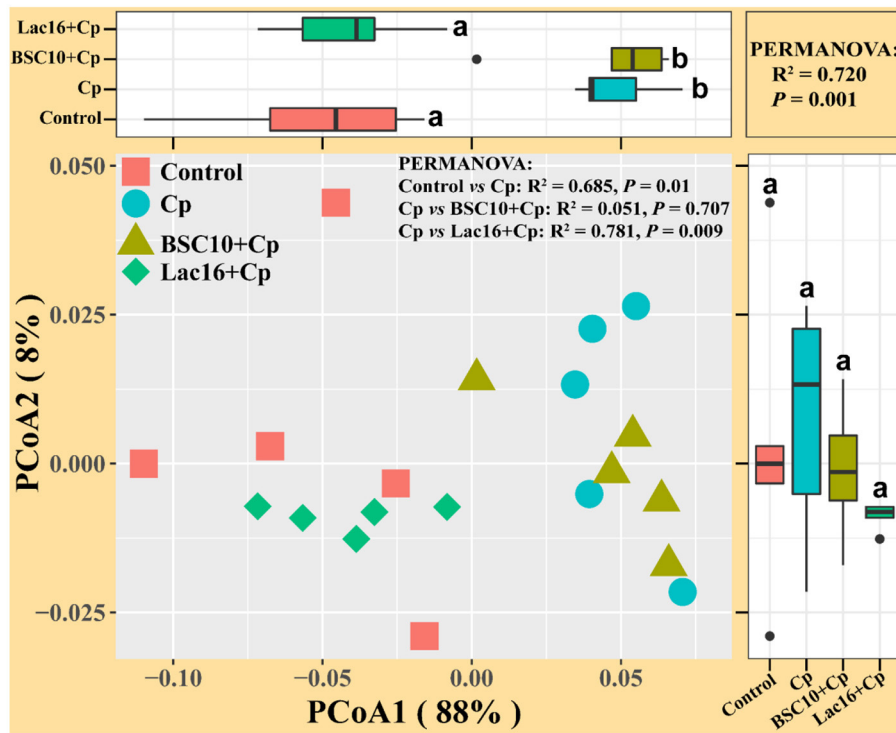 Lac16+Cp
BSC10+Cp
Cp
Control
a
b
b
a
PERMANOVA:
R² = 0.720
P = 0.001
Control
Cp
BSC10+Cp
Lac16+Cp
PERMANOVA:
Control vs Cp: R² = 0.685, P = 0.01
Cp vs BSC10+Cp: R² = 0.051, P = 0.707
Cp vs Lac16+Cp: R² = 0.781, P = 0.009
PCoA2 ( 8% )
0.050
0.025
0.000
−0.025
−0.10
−0.05
0.00
0.05
PCoA1 ( 88% )
a
a
a
a
Control
Cp
BSC10+Cp
Lac16+Cp